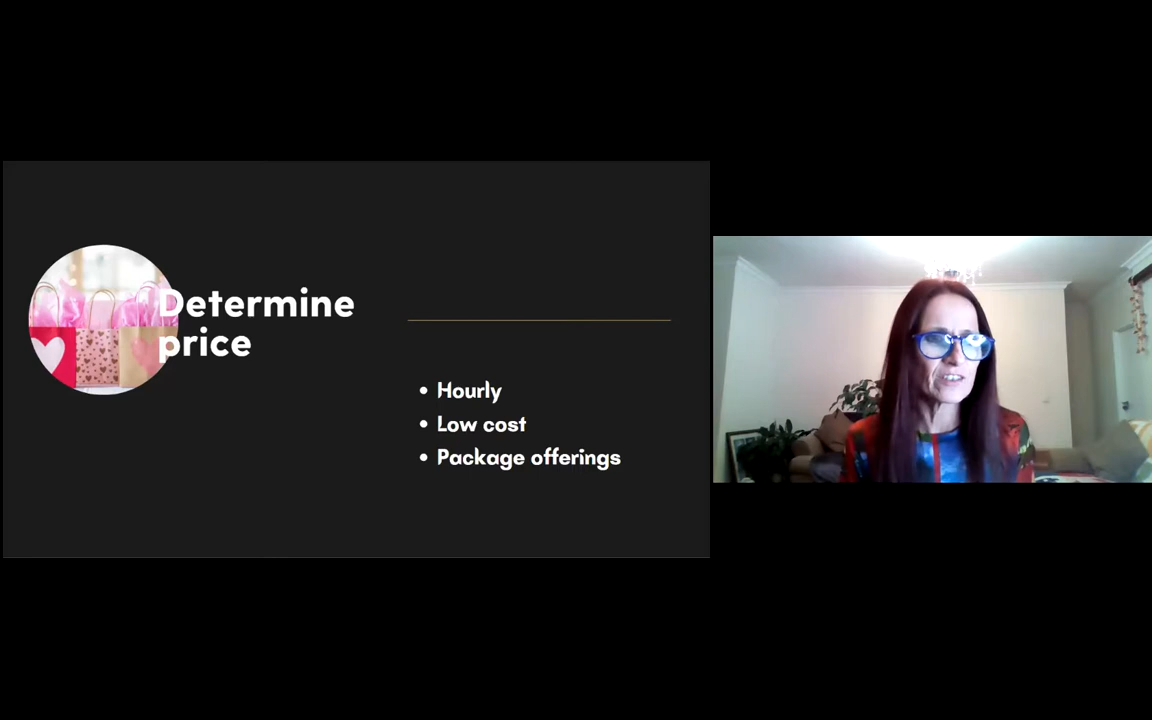 Determine
price
Hourly
Low cost
Package offerings